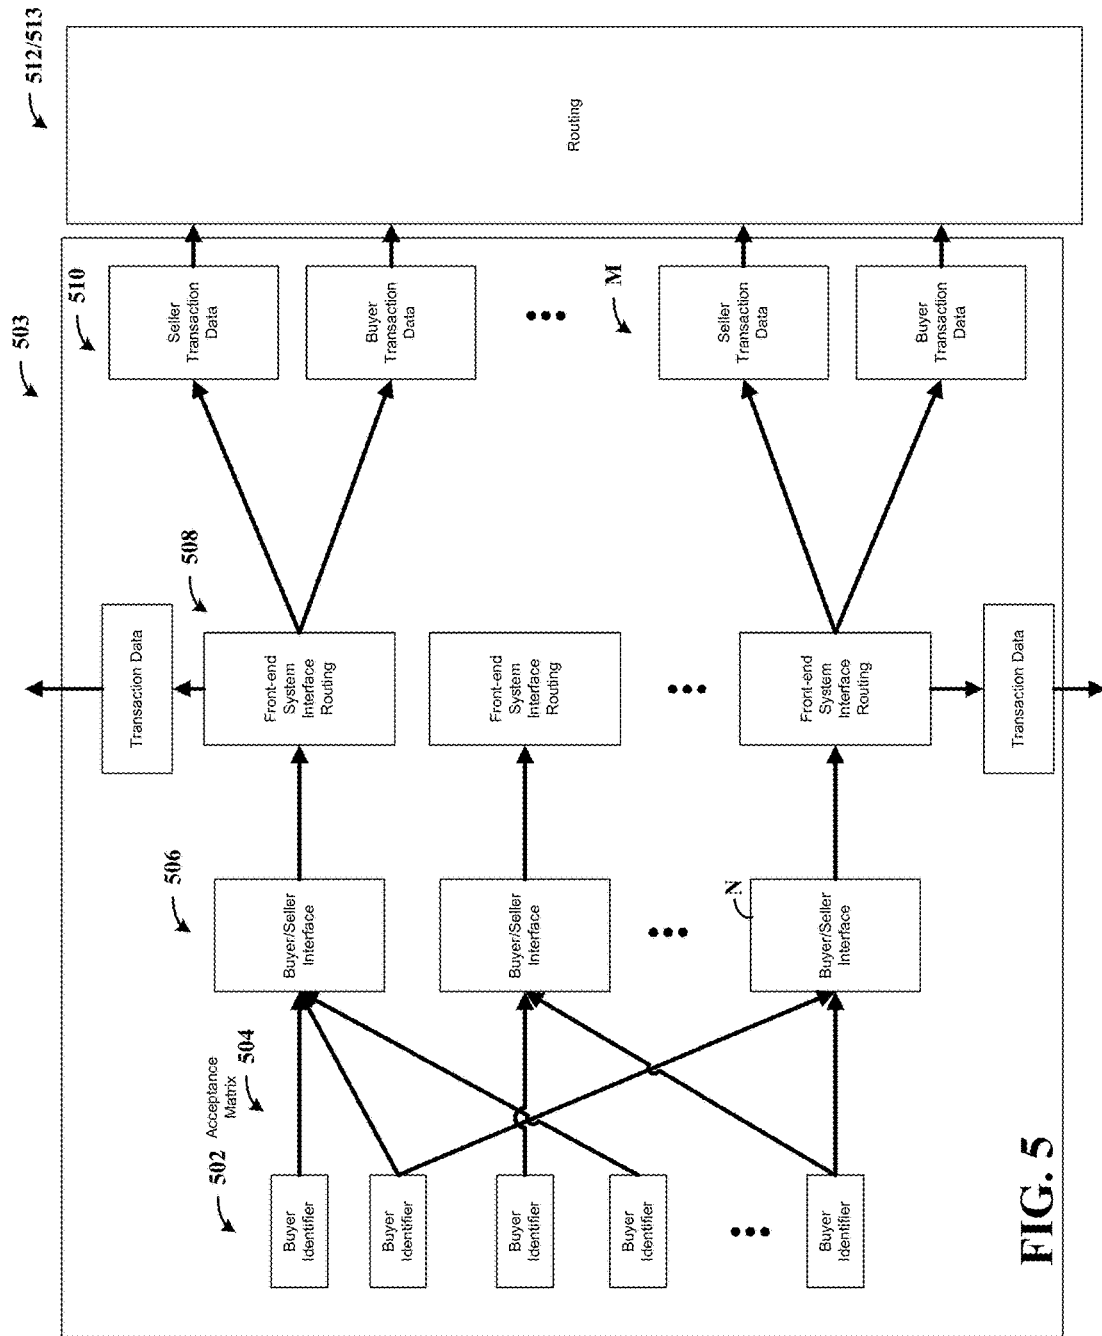 512/513
Routing
503
510
Seller
Transaction
Data
Buyer
Transaction
Data
M
Seller
Transaction
Data
Buyer
Transaction
Data
508
Transaction Data
Front-end
System
Interface
Routing
Front-end
System
Interface
Routing
Front-end
System
Interface
Routing
Transaction Data
506
Buyer/Seller
Interface
Buyer/Seller
Interface
N
Buyer/Seller
Interface
Acceptance
Matrix
504
502
Buyer
Identifier
Buyer
Identifier
Buyer
Identifier
Buyer
Identifier
Buyer
Identifier
FIG. 5